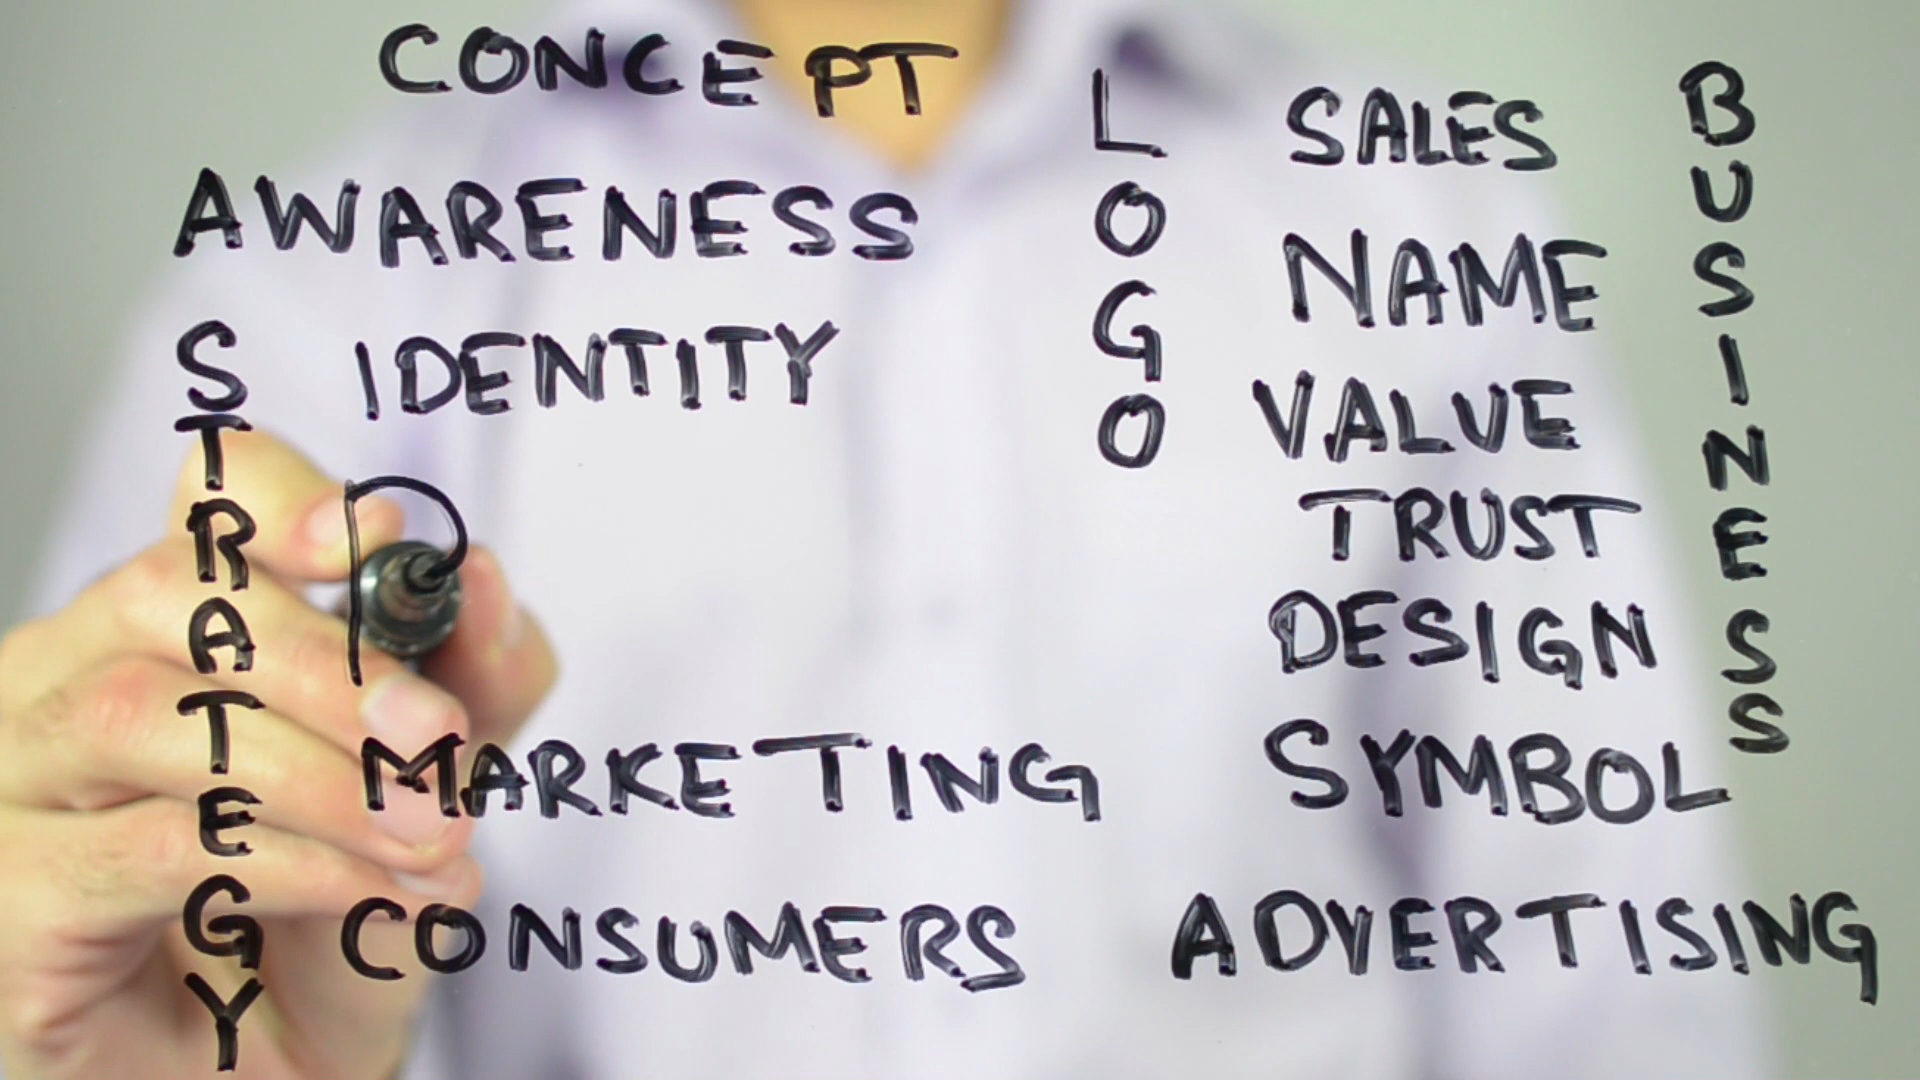 CONCEPT
AWARENESS
STRATEGY
IDENTITY
P
MARKETING
CONSUMERS
LOGO
SALES
NAME
VALUE
TRUST
DESIGN
SYMBOL
BUSINESS
ADVERTISING